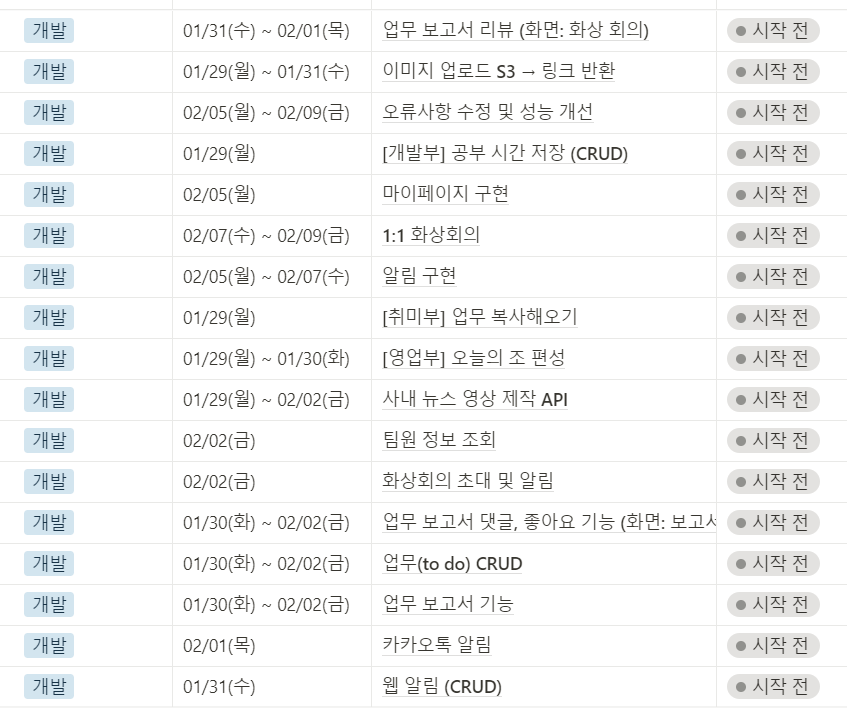 개발 01/31(수) ~ 02/01(목) 업무 보고서 리뷰 (화면: 화상 회의) 시작 전
개발 01/29(월) ~ 01/31(수) 이미지 업로드 S3 → 링크 반환 시작 전
개발 02/05(월) ~ 02/09(금) 오류사항 수정 및 성능 개선 시작 전
개발 01/29(월) [개발부] 공부 시간 저장 (CRUD) 시작 전
개발 02/05(월) 마이페이지 구현 시작 전
개발 02/07(수) ~ 02/09(금) 1:1 화상회의 시작 전
개발 02/05(월) ~ 02/07(수) 알림 구현 시작 전
개발 01/29(월) [취미부] 업무 복사해오기 시작 전
개발 01/29(월) ~ 01/30(화) [영업부] 오늘의 조 편성 시작 전
개발 01/29(월) ~ 02/02(금) 사내 뉴스 영상 제작 API 시작 전
개발 02/02(금) 팀원 정보 조회 시작 전
개발 02/02(금) 화상회의 초대 및 알림 시작 전
개발 01/30(화) ~ 02/02(금) 업무 보고서 댓글, 좋아요 기능 (화면: 보고서 시작 전
개발 01/30(화) ~ 02/02(금) 업무(to do) CRUD 시작 전
개발 01/30(화) ~ 02/02(금) 업무 보고서 기능 시작 전
개발 02/01(목) 카카오톡 알림 시작 전
개발 01/31(수) 웹 알림 (CRUD) 시작 전